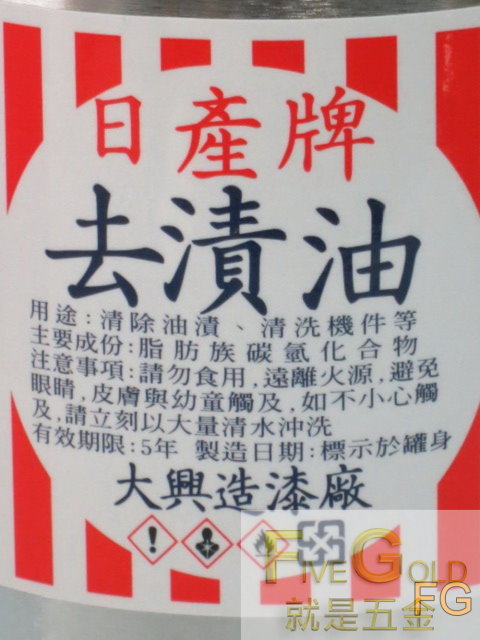 日產牌
去漬油
用途:清除油漬、清洗機件等
主要成份:脂肪族碳氫化合物
注意事項:請勿食用,遠離火源,避免
眼睛,皮膚與幼童觸及,如不小心觸
及,請立刻以大量清水沖洗
有效期限:5年 製造日期:標示於罐身
大興造漆廠
FIVE GOLD
FG
就是五金